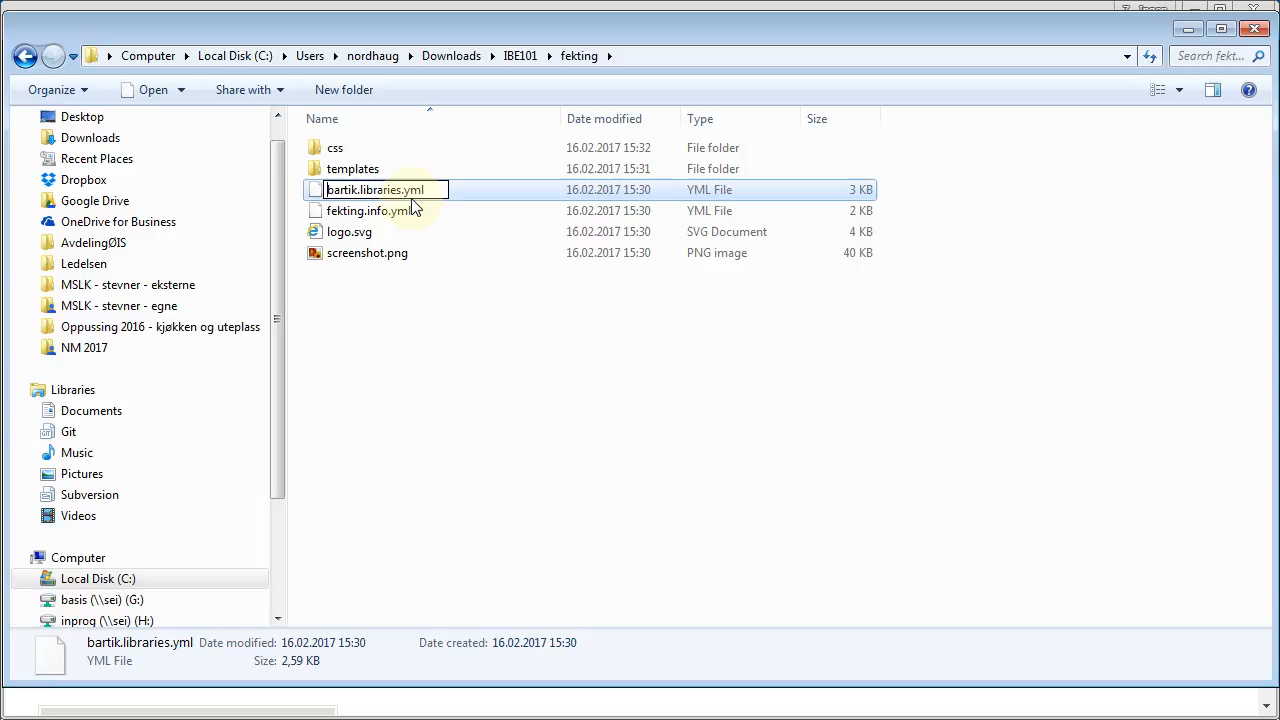 Computer Local Disk (C:) Users nordhaug Downloads IBE101 fekting Search fekt...
Organize Open Share with New folder
Name Date modified Type Size
css 16.02.2017 15:32 File folder
templates 16.02.2017 15:31 File folder
bartik.libraries.yml 16.02.2017 15:30 YML File 3 KB
fekting.info.yml 16.02.2017 15:30 YML File 2 KB
logo.svg 16.02.2017 15:30 SVG Document 4 KB
screenshot.png 16.02.2017 15:30 PNG image 40 KB
Desktop
Downloads
Recent Places
Dropbox
Google Drive
OneDrive for Business
AvdelingØIS
Ledelsen
MSLK - stevner - eksterne
MSLK - stevner - egne
Oppussing 2016 - kjøkken og uteplass
NM 2017
Libraries
Documents
Git
Music
Pictures
Subversion
Videos
Computer
Local Disk (C:)
basis (\\sei) (G:)
inprog (\\sei) (H:)
bartik.libraries.yml Date modified: 16.02.2017 15:30 Date created: 16.02.2017 15:30
YML File Size: 2,59 KB